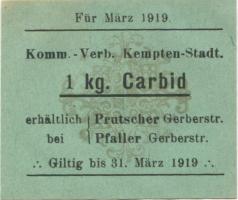 Für März 1919.
Komm.-Verb. Kempten-Stadt.
1 kg. Carbid
erhältlich Prutscher Gerberstr.
bei Pfaller Gerberstr.
∴ Giltig bis 31. März 1919 ∴